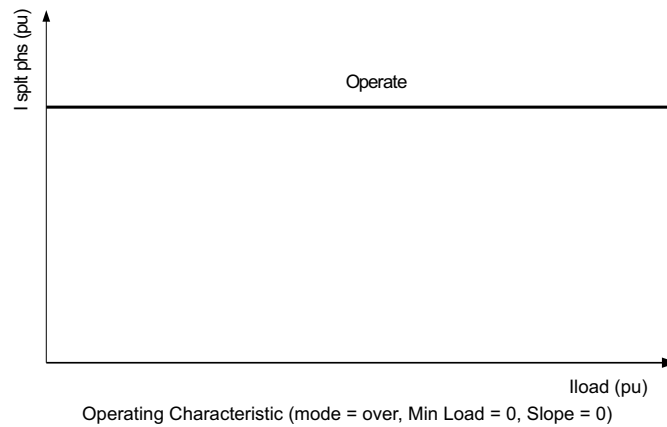 I splt phs (pu)
Operate
Iload (pu)
Operating Characteristic (mode = over, Min Load = 0, Slope = 0)